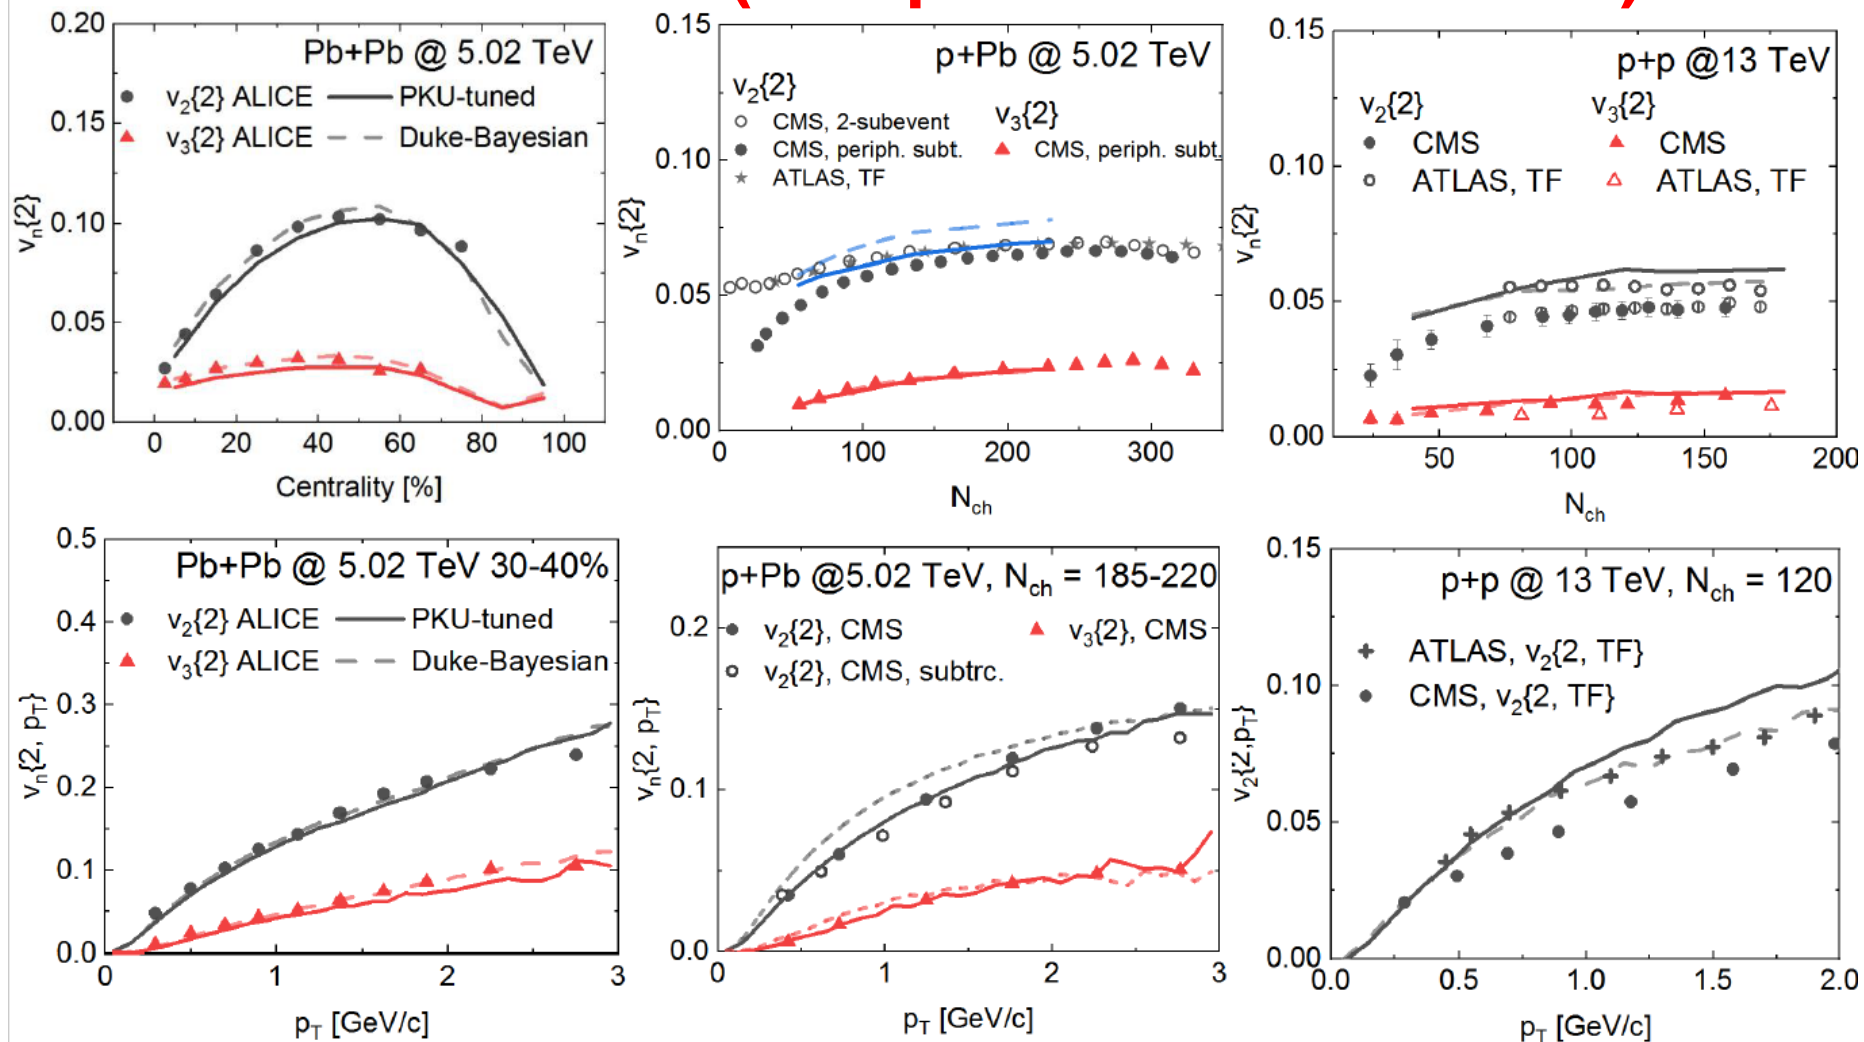 Pb+Pb @ 5.02 TeV
v2{2} ALICE PKU-tuned
v3{2} ALICE Duke-Bayesian
vn{2}
0.20
0.15
0.10
0.05
0.00
0 20 40 60 80 100
Centrality [%]
p+Pb @ 5.02 TeV
v2{2}
CMS, 2-subevent
CMS, periph. subt.
ATLAS, TF
v3{2}
CMS, periph. subt.
vn{2}
0.15
0.10
0.05
0.00
0 100 200 300
Nch
p+p @13 TeV
v2{2} v3{2}
CMS CMS
ATLAS, TF ATLAS, TF
vn{2}
0.15
0.10
0.05
0.00
50 100 150 200
Nch
Pb+Pb @ 5.02 TeV 30-40%
v2{2} ALICE PKU-tuned
v3{2} ALICE Duke-Bayesian
vn{2, pT}
0.5
0.4
0.3
0.2
0.1
0.0
0 1 2 3
pT [GeV/c]
p+Pb @5.02 TeV, Nch = 185-220
v2{2}, CMS v3{2}, CMS
v2{2}, CMS, subtrc.
vn{2, pT}
0.2
0.1
0.0
0 1 2 3
pT [GeV/c]
p+p @ 13 TeV, Nch = 120
ATLAS, v2{2, TF}
CMS, v2{2, TF}
v2{2,pT}
0.15
0.10
0.05
0.00
0.0 0.5 1.0 1.5 2.0
pT [GeV/c]